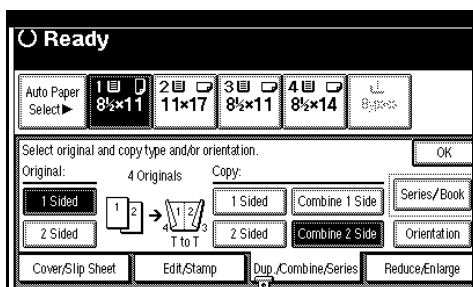 Ready
Auto Paper Select▶
1 8½×11
2 11×17
3 8½×11
4 8½×14
Select original and copy type and/or orientation.
OK
Original:
4 Originals
Copy:
1 Sided
1 2
1 2
4 3
T to T
1 Sided
Combine 1 Side
Series/Book
2 Sided
2 Sided
Combine 2 Side
Orientation
Cover/Slip Sheet
Edit/Stamp
Dup./Combine/Series
Reduce/Enlarge